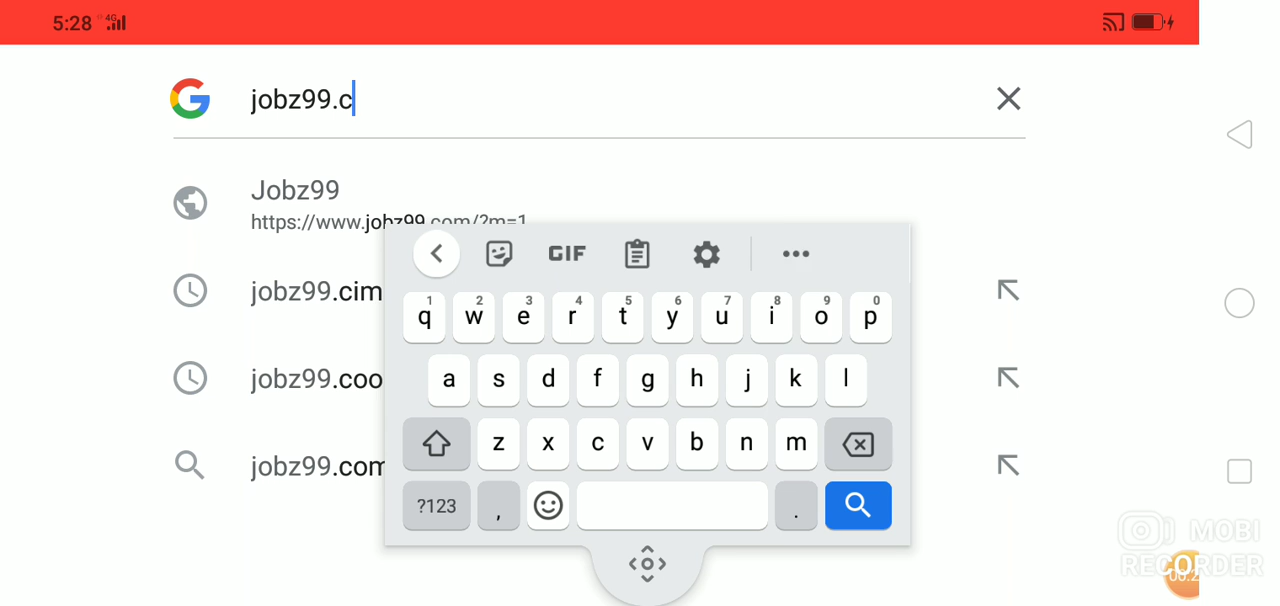 5:28 4G
jobz99.c
Jobz99
https://www.jobz99.com/?m=1
jobz99.cim
GIF
1 2 3 4 5 6 7 8 9 0
q w e r t y u i o p
jobz99.coo
a s d f g h j k l
z x c v b n m
jobz99.com
?123 , .
MOBI
RECORDER